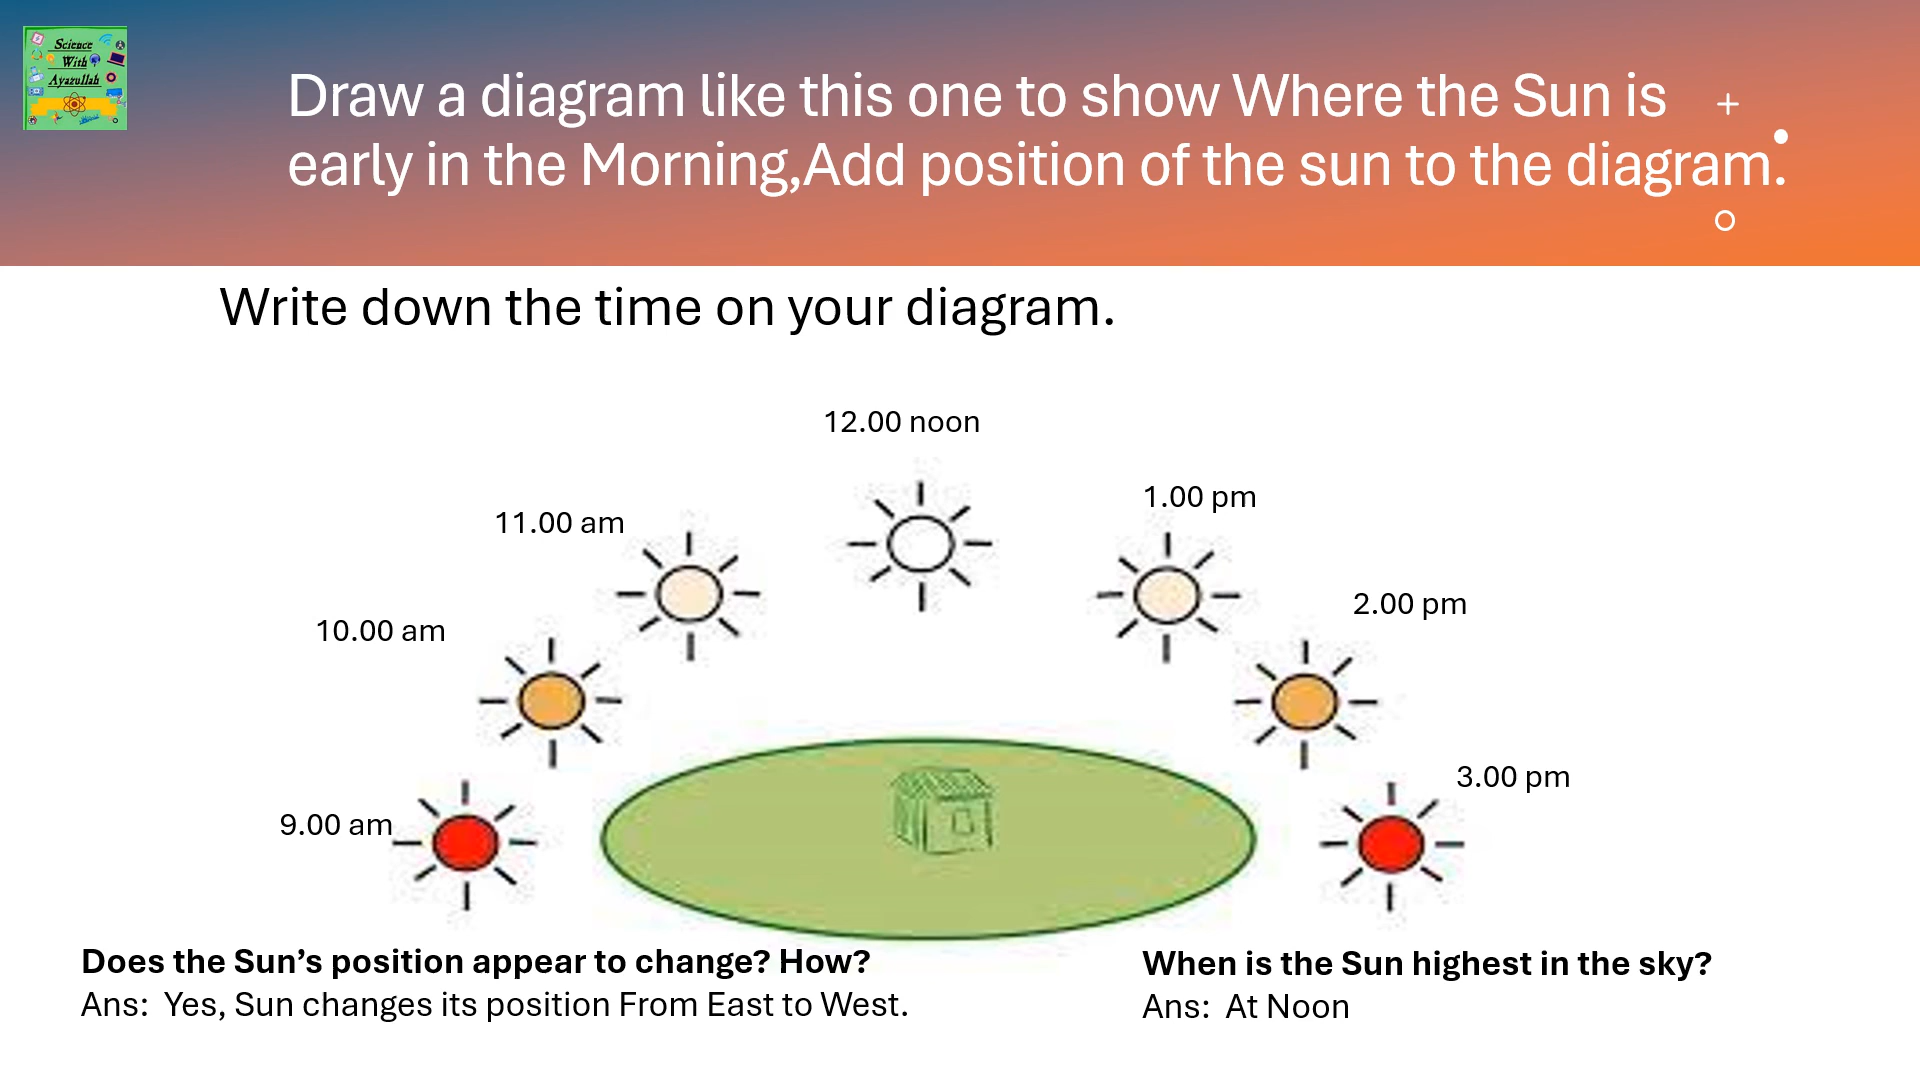 Science
With
Ayazullah
Draw a diagram like this one to show Where the Sun is
early in the Morning,Add position of the sun to the diagram.
Write down the time on your diagram.
12.00 noon
11.00 am
1.00 pm
10.00 am
2.00 pm
9.00 am
3.00 pm
Does the Sun’s position appear to change? How?
Ans:  Yes, Sun changes its position From East to West.
When is the Sun highest in the sky?
Ans:  At Noon